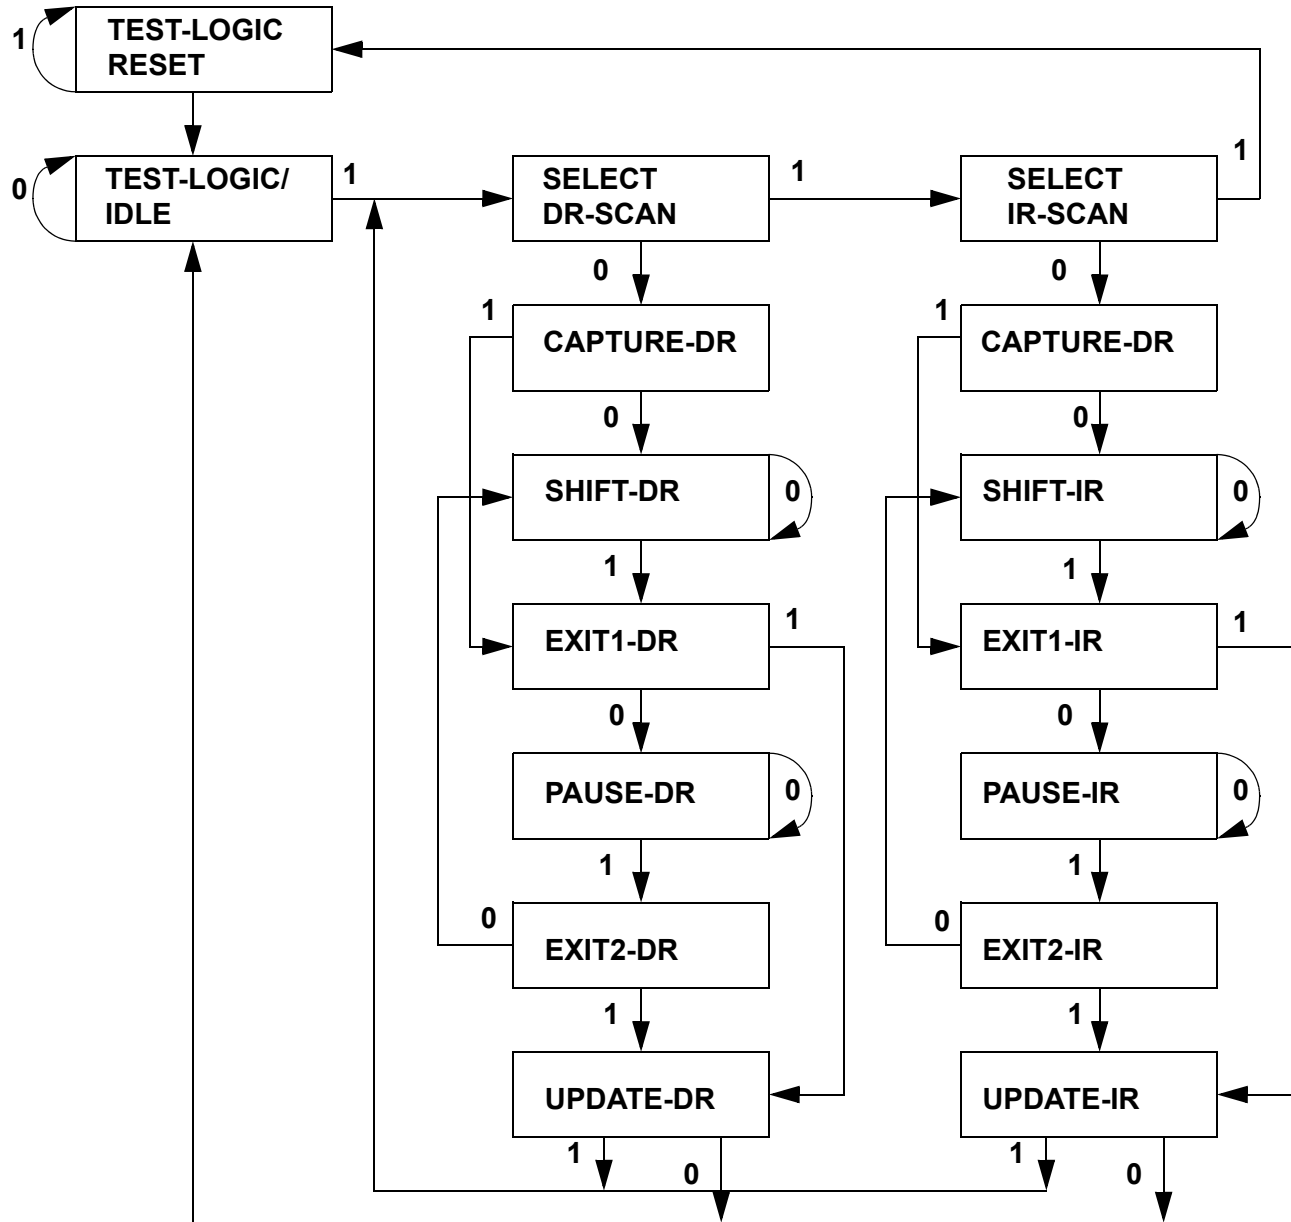 1
TEST-LOGIC
RESET
0
TEST-LOGIC/
IDLE
1
SELECT
DR-SCAN
1
SELECT
IR-SCAN
1
0
0
1
CAPTURE-DR
1
CAPTURE-DR
0
0
SHIFT-DR
0
SHIFT-IR
0
1
1
EXIT1-DR
1
EXIT1-IR
1
0
0
PAUSE-DR
0
PAUSE-IR
0
1
1
0
EXIT2-DR
0
EXIT2-IR
1
1
UPDATE-DR
UPDATE-IR
1
0
1
0